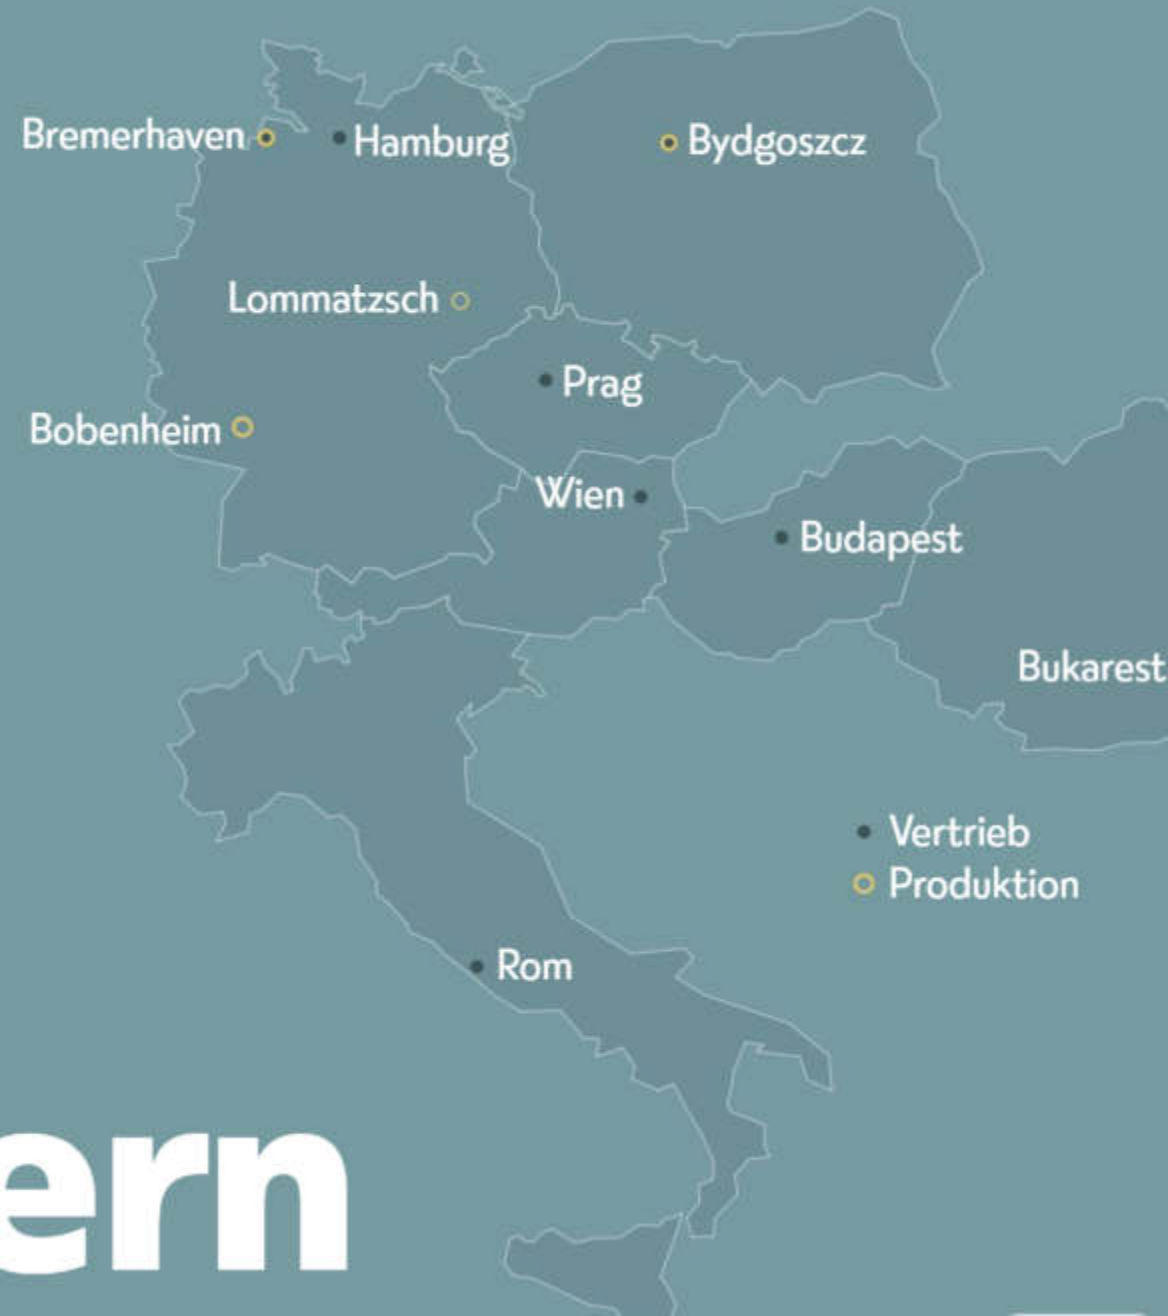 Bremerhaven
Hamburg
Bydgoszcz
Lommatzsch
Prag
Bobenheim
Wien
Budapest
Bukarest
Vertrieb
Produktion
Rom
ern